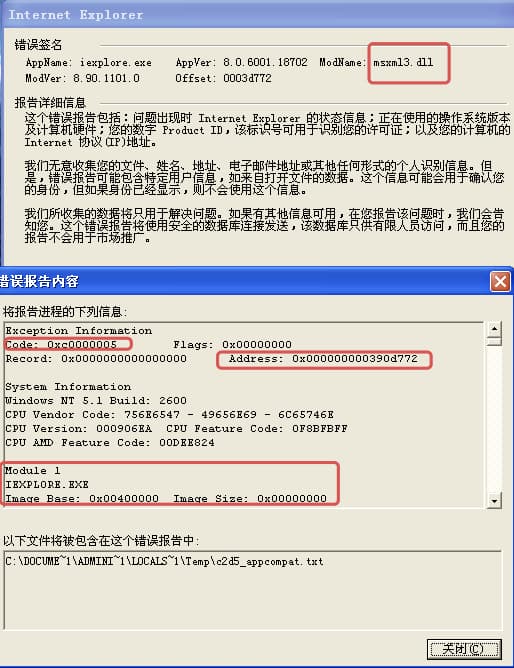 Internet Explorer
错误签名
AppName: iexplore.exe AppVer: 8.0.6001.18702 ModName: msxml3.dll
ModVer: 8.90.1101.0 Offset: 0003d772
报告详细信息
这个错误报告包括：问题出现时 Internet Explorer 的状态信息；正在使用的操作系统版本
及计算机硬件；您的数字 Product ID，该标识号可用于识别您的许可证；以及您的计算机的
Internet 协议(IP)地址。
我们无意收集您的文件、姓名、地址、电子邮件地址或其他任何形式的个人识别信息。但
是，错误报告可能包含特定用户信息，如来自打开文件的数据。这个信息可能会用于确认您
的身份，但如果身份已经显示，则不会使用这个信息。
我们所收集的数据将只用于解决问题。如果有其他信息可用，在您报告该问题时，我们会告
知您。这个错误报告将使用安全的数据库连接发送，该数据库只供有限人员访问，而且您的
报告不会用于市场推广。
错误报告内容
将报告进程的下列信息:
Exception Information
Code: 0xc0000005 Flags: 0x00000000
Record: 0x0000000000000000 Address: 0x000000000390d772
System Information
Windows NT 5.1 Build: 2600
CPU Vendor Code: 756E6547 - 49656E69 - 6C65746E
CPU Version: 000906EA CPU Feature Code: 0F8BFBFF
CPU AMD Feature Code: 00DEE824
Module 1
IEXPLORE.EXE
Image Base: 0x00400000 Image Size: 0x00000000
以下文件将被包含在这个错误报告中:
C:\DOCUME~1\ADMINI~1\LOCALS~1\Temp\c2d5_appcompat.txt
关闭(C)